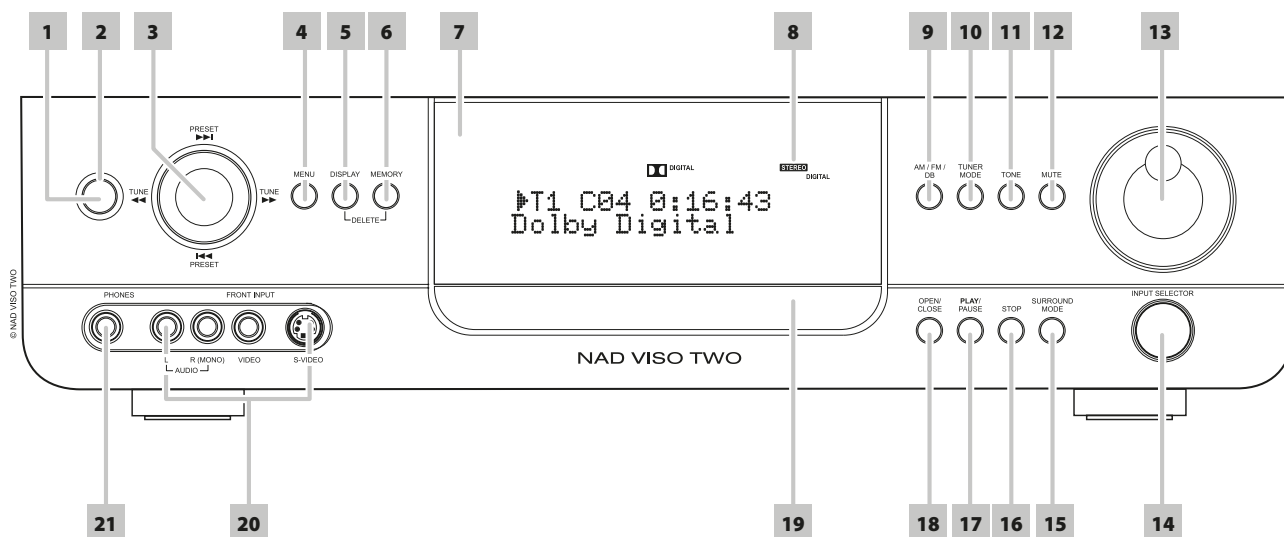 1 2 3 4 5 6 7 8 9 10 11 12 13
PRESET
TUNE
TUNE
PRESET
MENU
DISPLAY
MEMORY
DELETE
DIGITAL
STEREO
DIGITAL
T1 C04 0:16:43
Dolby Digital
AM / FM /
DB
TUNER
MODE
TONE
MUTE
© NAD VISO TWO
PHONES
FRONT INPUT
L
R (MONO)
AUDIO
VIDEO
S-VIDEO
NAD VISO TWO
OPEN/
CLOSE
PLAY/
PAUSE
STOP
SURROUND
MODE
INPUT SELECTOR
21 20 19 18 17 16 15 14